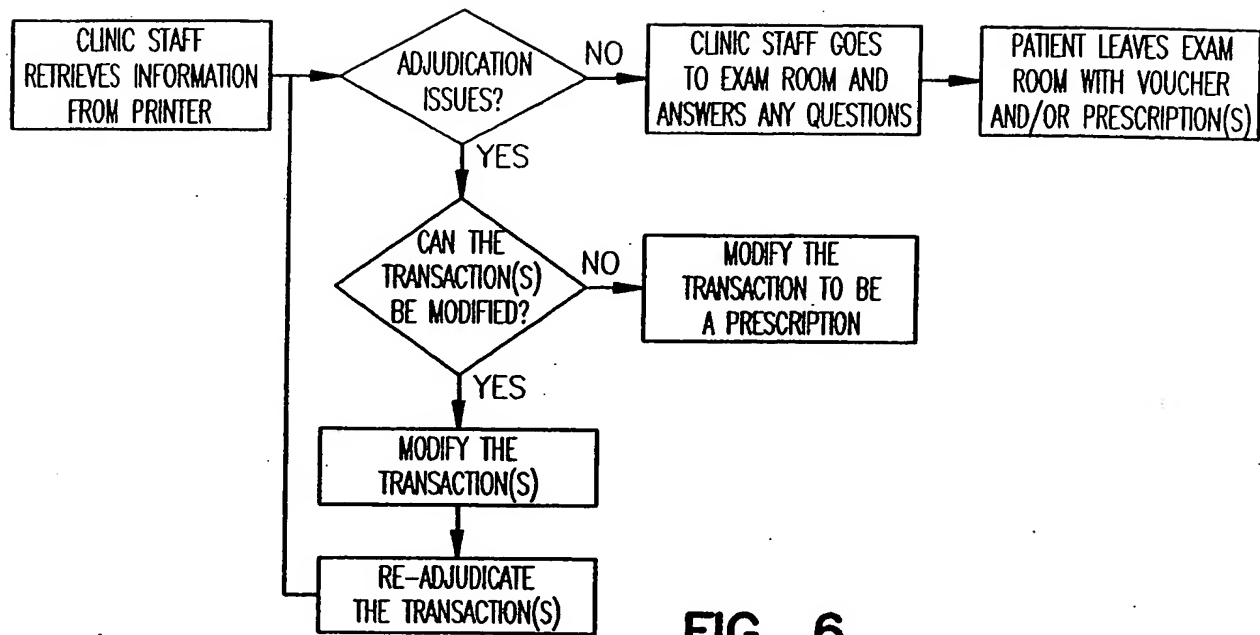 CLINIC STAFF
RETRIEVES INFORMATION
FROM PRINTER
ADJUDICATION
ISSUES?
NO
CLINIC STAFF GOES
TO EXAM ROOM AND
ANSWERS ANY QUESTIONS
PATIENT LEAVES EXAM
ROOM WITH VOUCHER
AND/OR PRESCRIPTION(S)
YES
CAN THE
TRANSACTION(S)
BE MODIFIED?
NO
MODIFY THE
TRANSACTION TO BE
A PRESCRIPTION
YES
MODIFY THE
TRANSACTION(S)
RE-ADJUDICATE
THE TRANSACTION(S)
FIG. 6